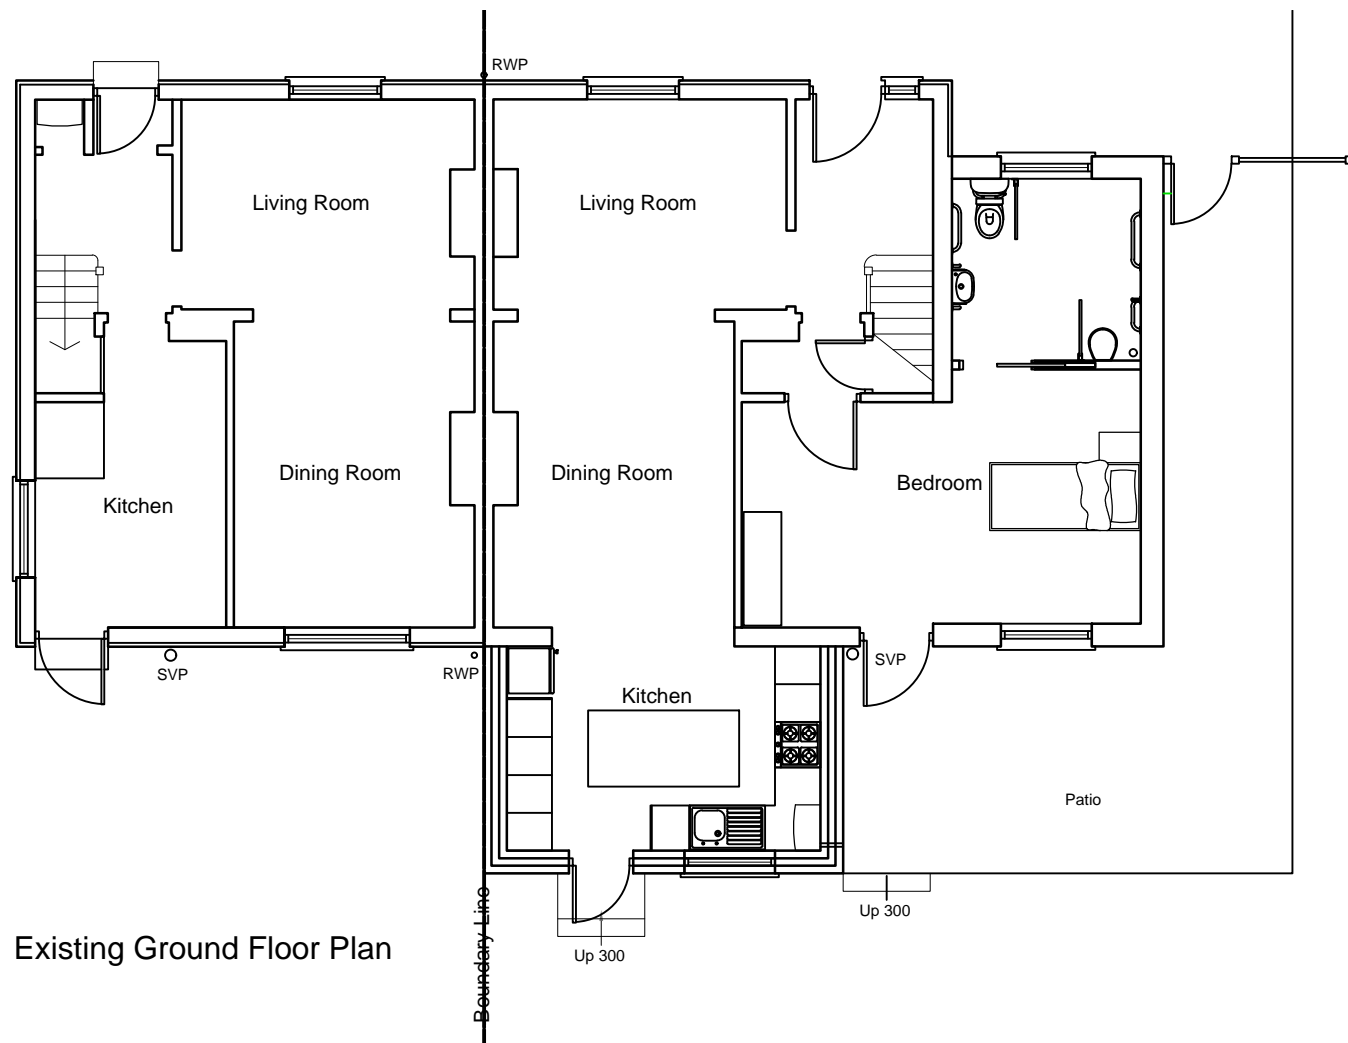 RWP
Living Room
Living Room
Dining Room
Dining Room
Bedroom
Kitchen
SVP
RWP
SVP
Kitchen
Patio
Up 300
Boundary Line
Existing Ground Floor Plan
Up 300